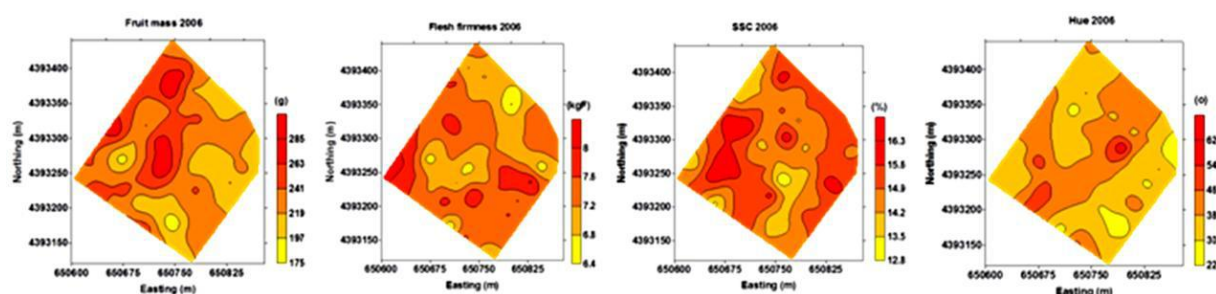 Fruit mass 2006
Northing (m)
4393400
4393350
4393300
4393250
4393200
4393150
650600 650675 650750 650825
(g)
285
263
241
219
197
175
Flesh firmness 2006
Northing (m)
4393400
4393350
4393300
4393250
4393200
4393150
650600 650675 650750 650825
Easting (m)
(kgF)
8
7.6
7.2
6.8
6.4
SSC 2006
Northing (m)
4393400
4393350
4393300
4393250
4393200
4393150
650600 650675 650750 650825
Easting (m)
(%)
16.3
15.6
14.9
14.2
13.5
12.8
Hue 2006
Northing (m)
4393400
4393350
4393300
4393250
4393200
4393150
650600 650675 650750 650825
Easting (m)
(o)
Easting (m)